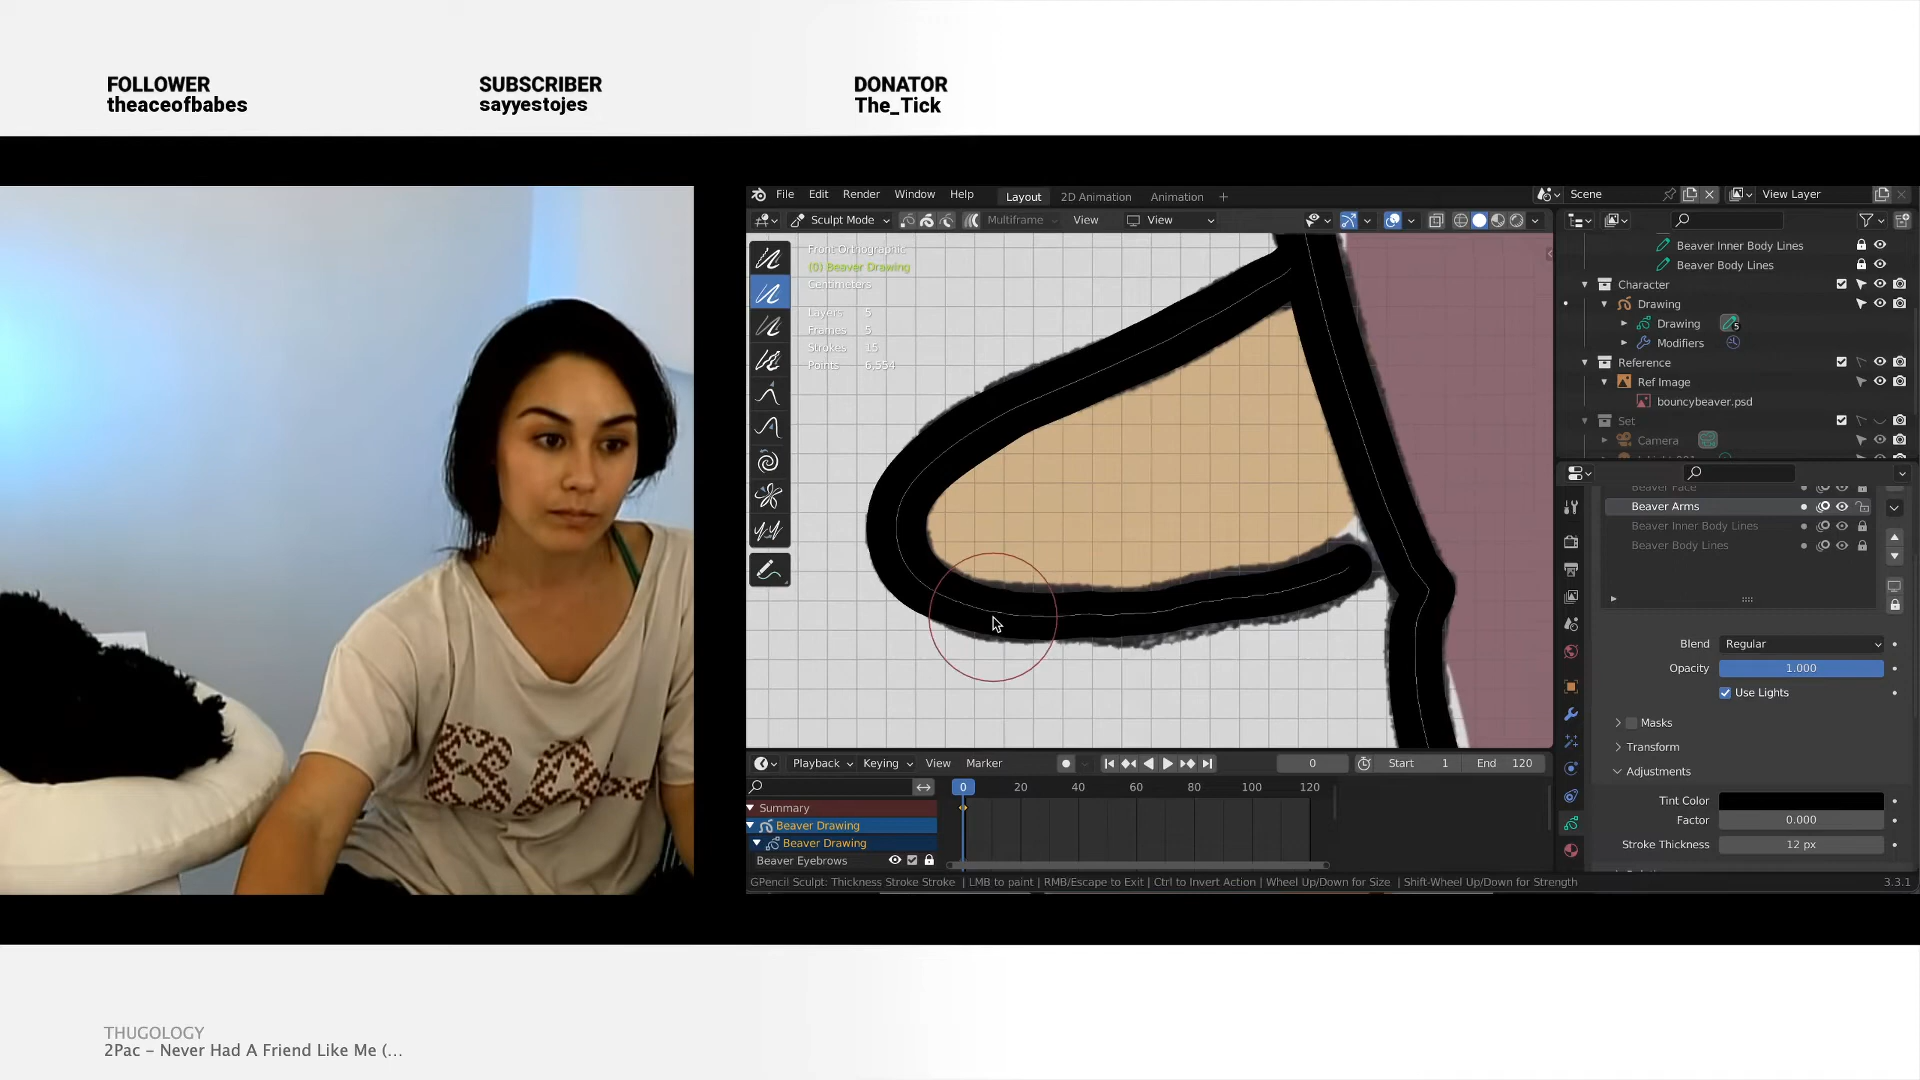 FOLLOWER
theaceofbabes
SUBSCRIBER
sayyestojes
DONATOR
The_Tick
File Edit Render Window Help Layout 2D Animation Animation + Scene View Layer
Sculpt Mode Multiframe View View
Front Orthographic
(0) Beaver Drawing
Centimeters
Layers 5
Frames 5
Strokes 15
Points 6,554
Beaver Inner Body Lines
Beaver Body Lines
Character
Drawing
Drawing 5
Modifiers
Reference
Ref Image
bouncybeaver.psd
Set
Camera
Beaver Face
Beaver Arms
Beaver Inner Body Lines
Beaver Body Lines
Blend Regular
Opacity 1.000
Use Lights
Masks
Transform
Adjustments
Tint Color
Factor 0.000
Stroke Thickness 12 px
Playback Keying View Marker 0 Start 1 End 120
0 20 40 60 80 100 120
Summary
Beaver Drawing
Beaver Drawing
Beaver Eyebrows
GPencil Sculpt: Thickness Stroke Stroke | LMB to paint | RMB/Escape to Exit | Ctrl to Invert Action | Wheel Up/Down for Size | Shift-Wheel Up/Down for Strength 3.3.1
THUGOLOGY
2Pac - Never Had A Friend Like Me (...